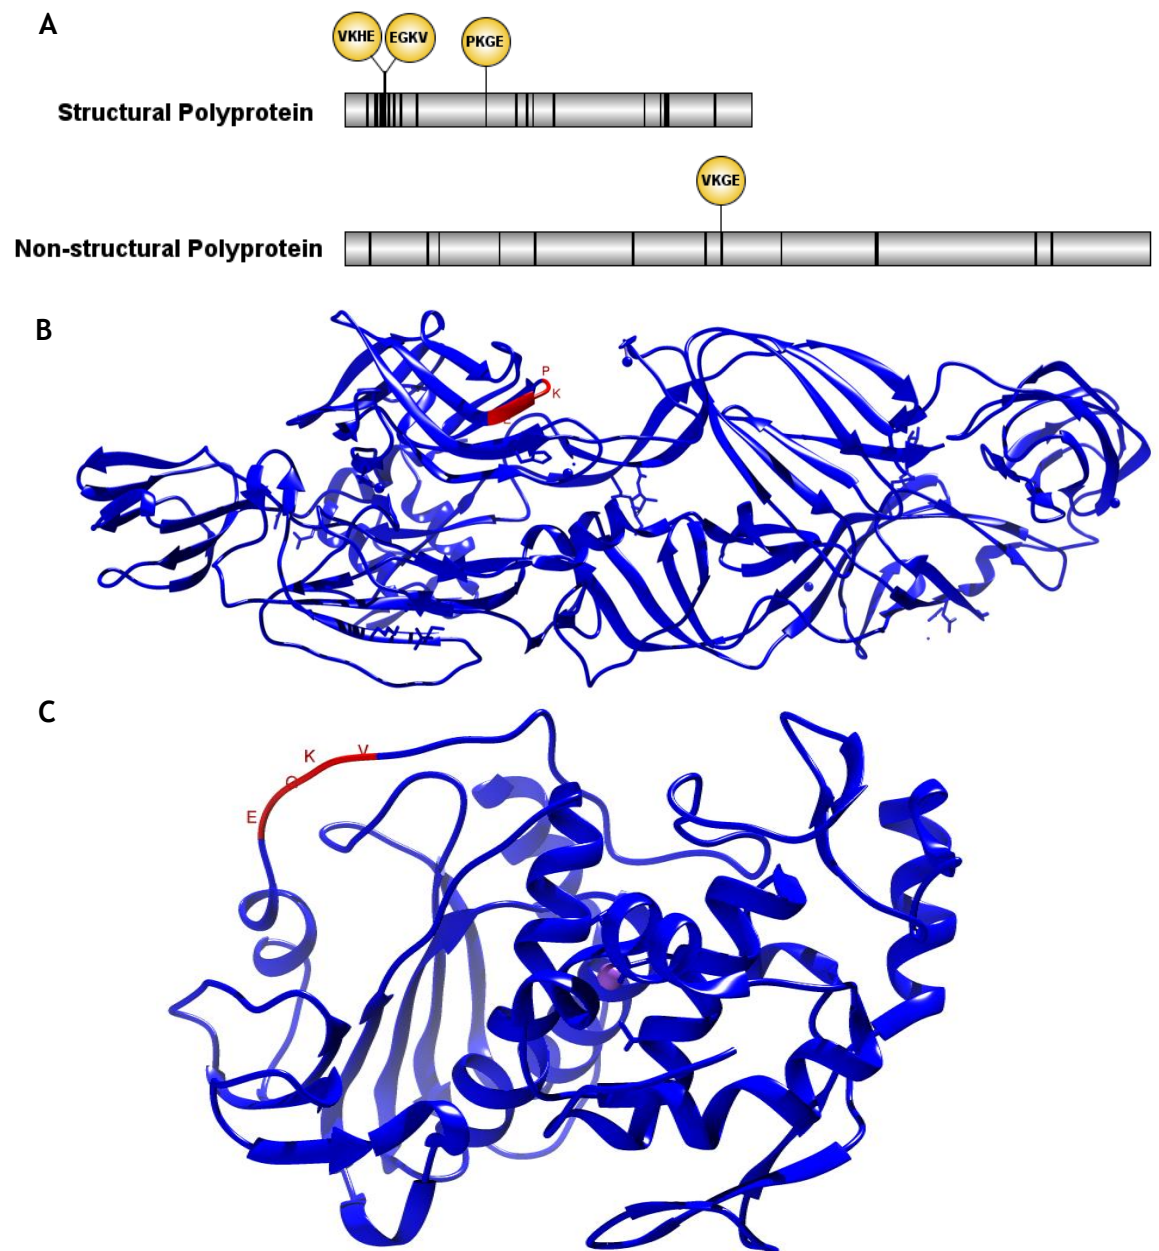 A
VKHE EGKV PKGE
Structural Polyprotein
VKGE
Non-structural Polyprotein
B
P
K
E
C
K V
G
E